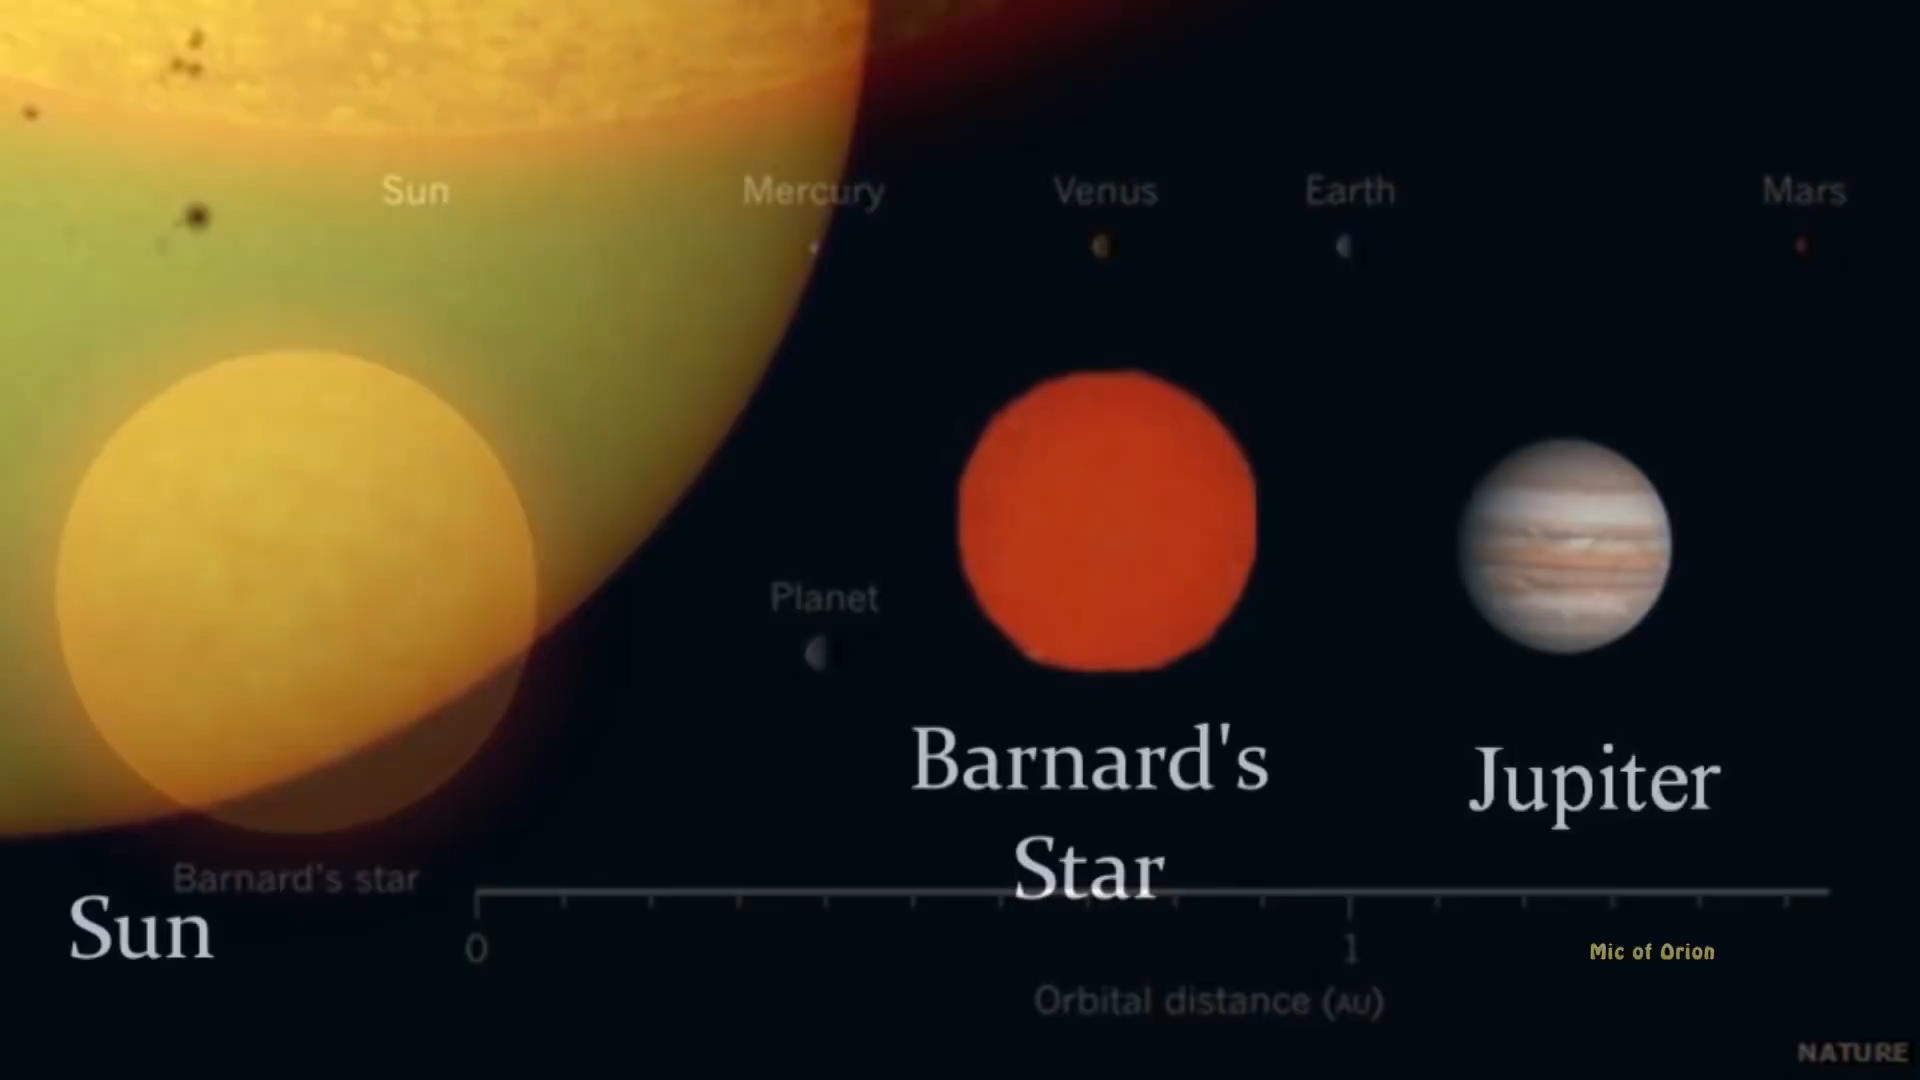 Sun
Mercury
Venus
Earth
Mars
Planet
Barnard's
Star
Jupiter
Barnard's star
Sun
0
1
Mic of Orion
Orbital distance (AU)
NATURE